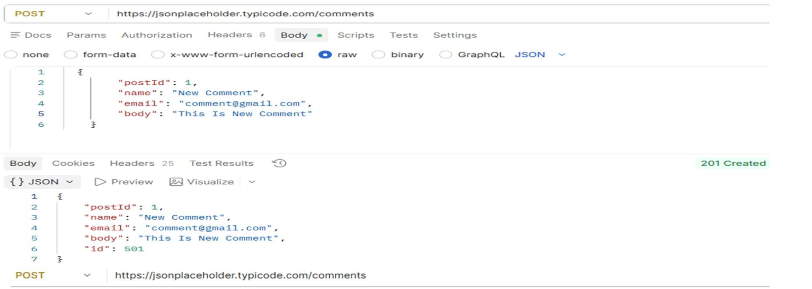 POST https://jsonplaceholder.typicode.com/comments
Docs Params Authorization Headers 8 Body Scripts Tests Settings
none form-data x-www-form-urlencoded raw binary GraphQL JSON
1 {
2 "postId": 1,
3 "name": "New Comment",
4 "email": "comment@gmail.com",
5 "body": "This Is New Comment"
6 }
Body Cookies Headers 25 Test Results 201 Created
{} JSON Preview Visualize
1 {
2 "postId": 1,
3 "name": "New Comment",
4 "email": "comment@gmail.com",
5 "body": "This Is New Comment",
6 "id": 501
7 }
POST https://jsonplaceholder.typicode.com/comments